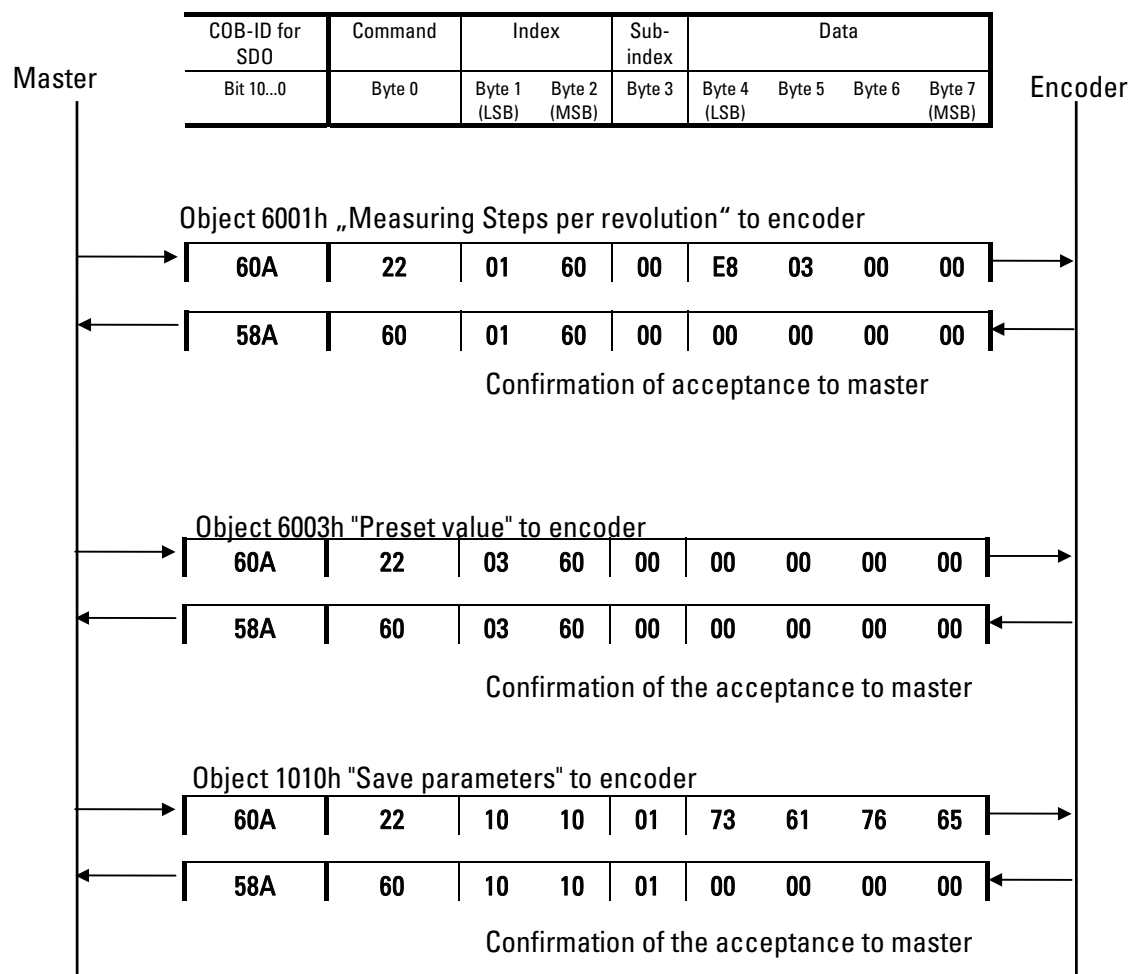 COB-ID for SDO Command Index Sub-index Data
Master
Encoder
Bit 10...0 Byte 0 Byte 1 (LSB) Byte 2 (MSB) Byte 3 Byte 4 (LSB) Byte 5 Byte 6 Byte 7 (MSB)
Object 6001h „Measuring Steps per revolution“ to encoder
60A 22 01 60 00 E8 03 00 00
58A 60 01 60 00 00 00 00 00
Confirmation of acceptance to master
Object 6003h "Preset value" to encoder
60A 22 03 60 00 00 00 00 00
58A 60 03 60 00 00 00 00 00
Confirmation of the acceptance to master
Object 1010h "Save parameters" to encoder
60A 22 10 10 01 73 61 76 65
58A 60 10 10 01 00 00 00 00
Confirmation of the acceptance to master